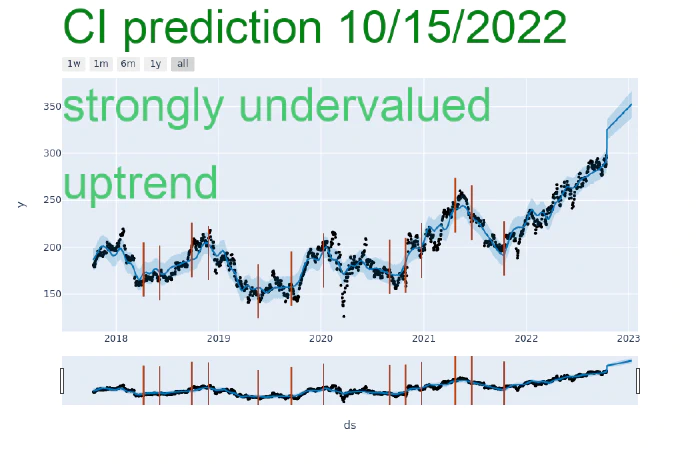 CI prediction 10/15/2022
1w 1m 6m 1y all
strongly undervalued
uptrend
350
300
250
200
150
y
2018 2019 2020 2021 2022 2023
ds